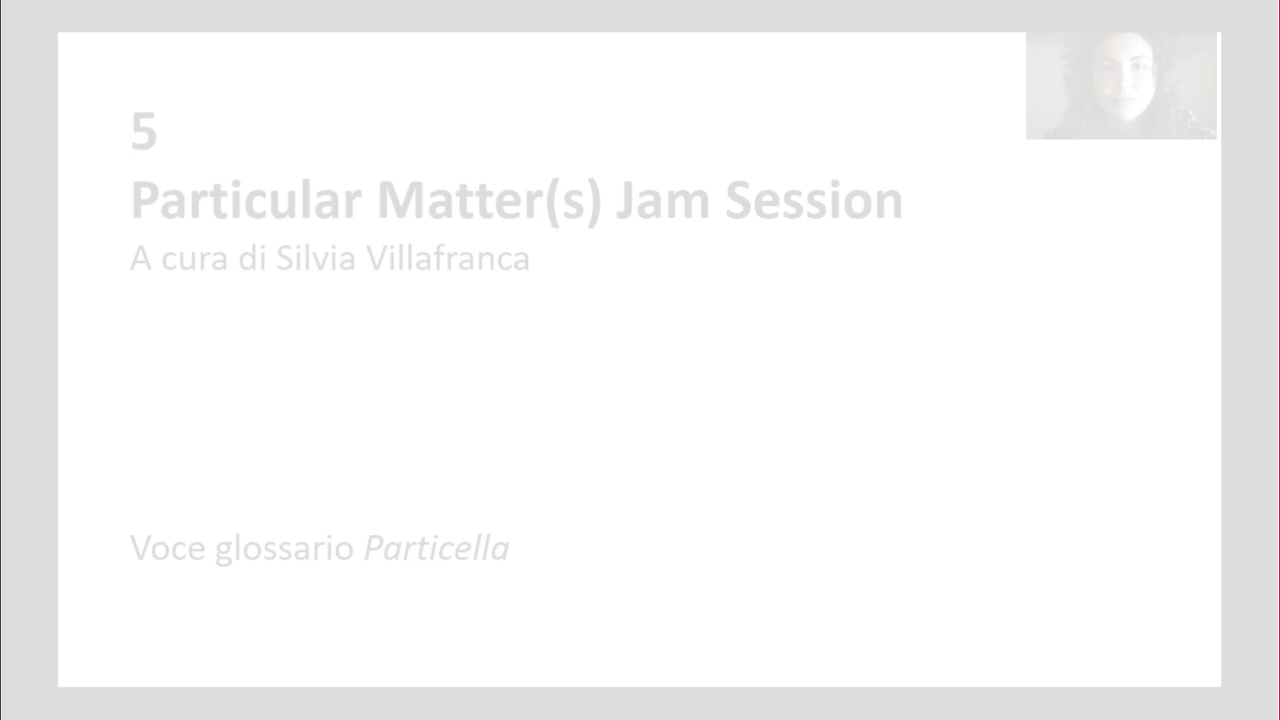 5
Particular Matter(s) Jam Session
A cura di Silvia Villafranca
Voce glossario Particella